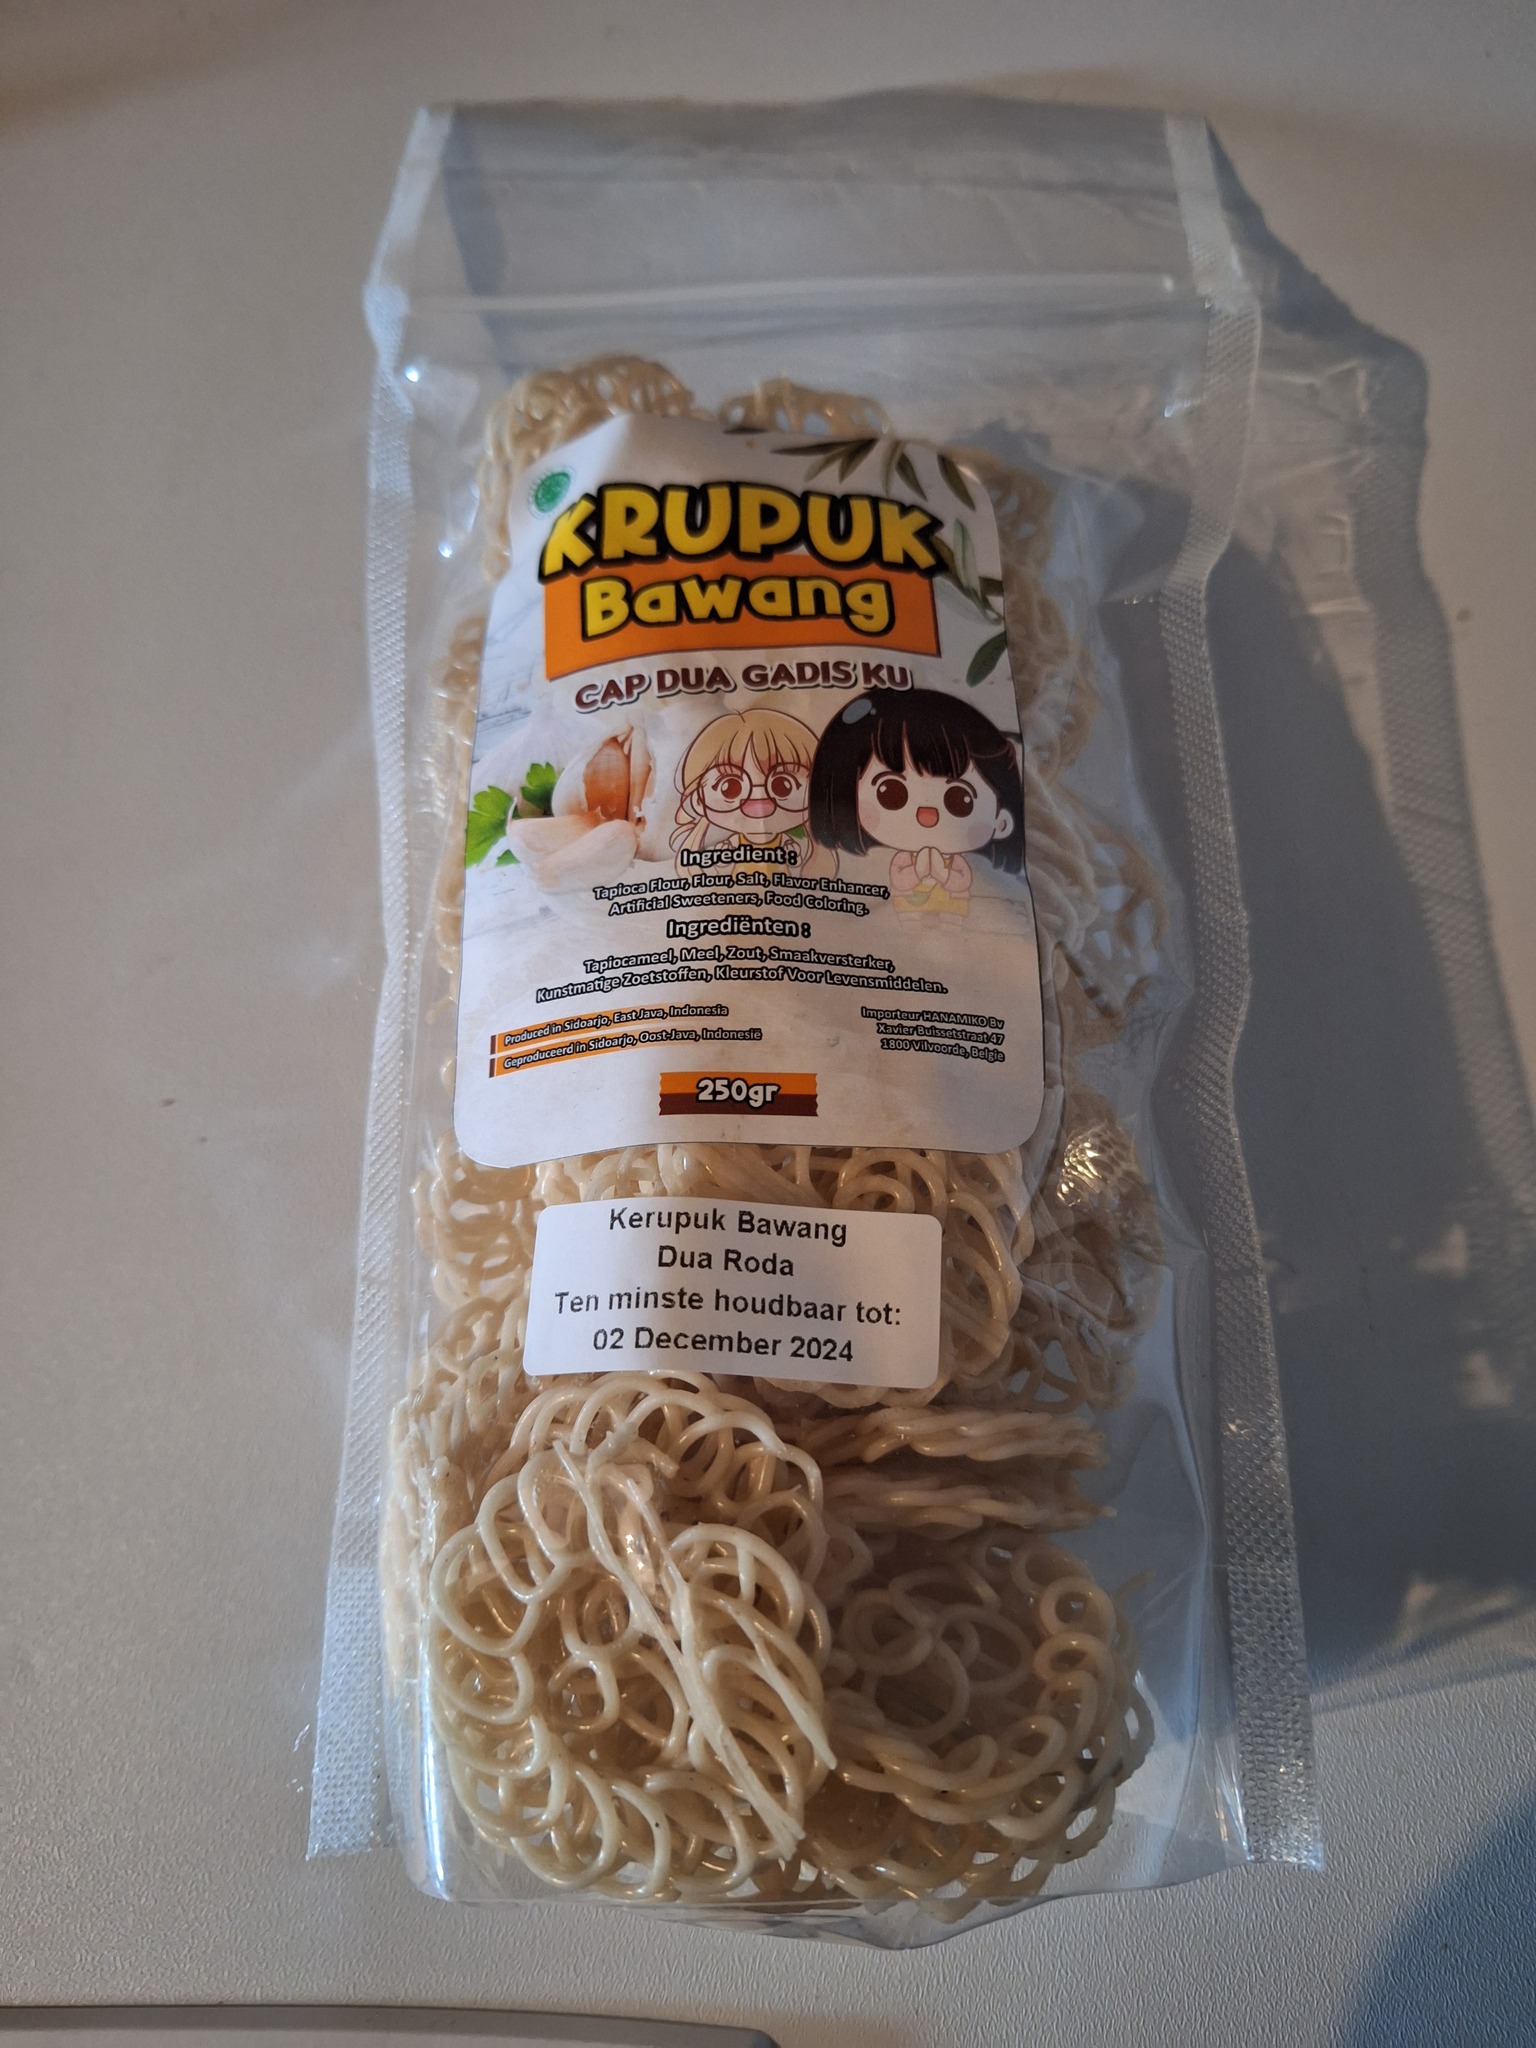 KRUPUK
Bawang
CAP DUA GADIS KU
Ingredient :
Tapioca Flour, Flour, Salt, Flavor Enhancer,
Artificial Sweeteners, Food Coloring.
Ingrediënten :
Tapiocameel, Meel, Zout, Smaakversterker,
Kunstmatige Zoetstoffen, Kleurstof Voor Levensmiddelen.
Produced in Sidoarjo, East Java, Indonesia
Geproduceerd in Sidoarjo, Oost-Java, Indonesië
Importeur HANAMIKO Bv
Xavier Buissetstraat 47
1800 Vilvoorde, Belgie
250gr
Kerupuk Bawang
Dua Roda
Ten minste houdbaar tot:
02 December 2024